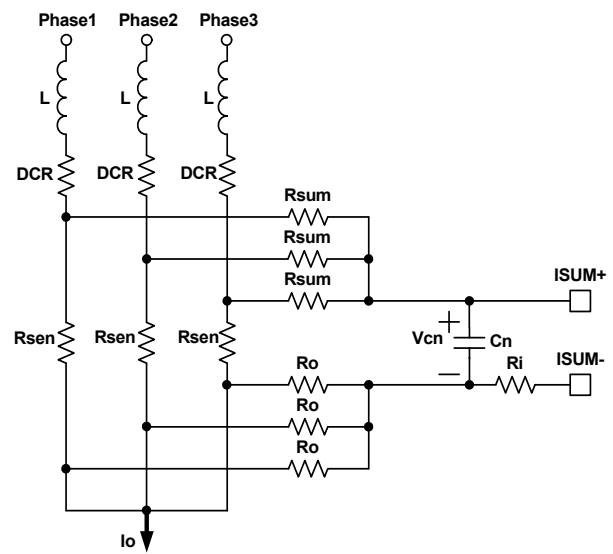 Phase1 Phase2 Phase3
L L L
DCR DCR DCR
Rsum
Rsum
Rsum
ISUM+
Rsen Rsen Rsen
+
Vcn Cn
–
Ri
ISUM-
Ro
Ro
Ro
Io